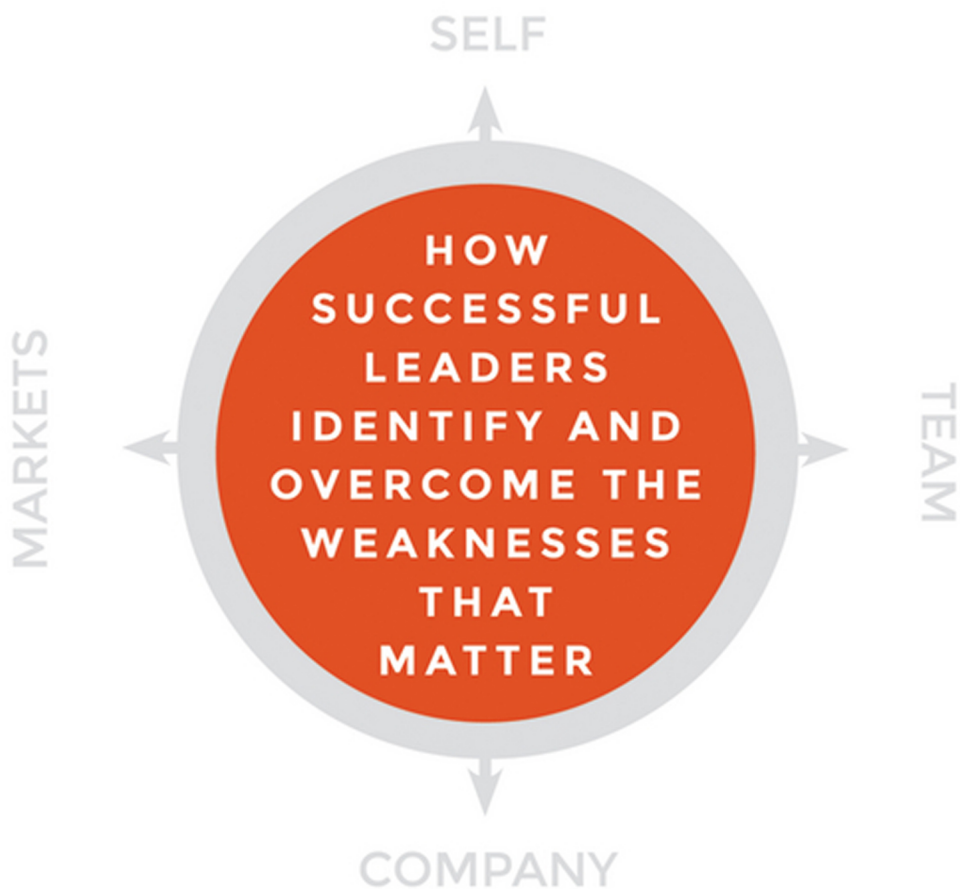 SELF
HOW
SUCCESSFUL
LEADERS
IDENTIFY AND
OVERCOME THE
WEAKNESSES
THAT
MATTER
MARKETS
TEAM
COMPANY